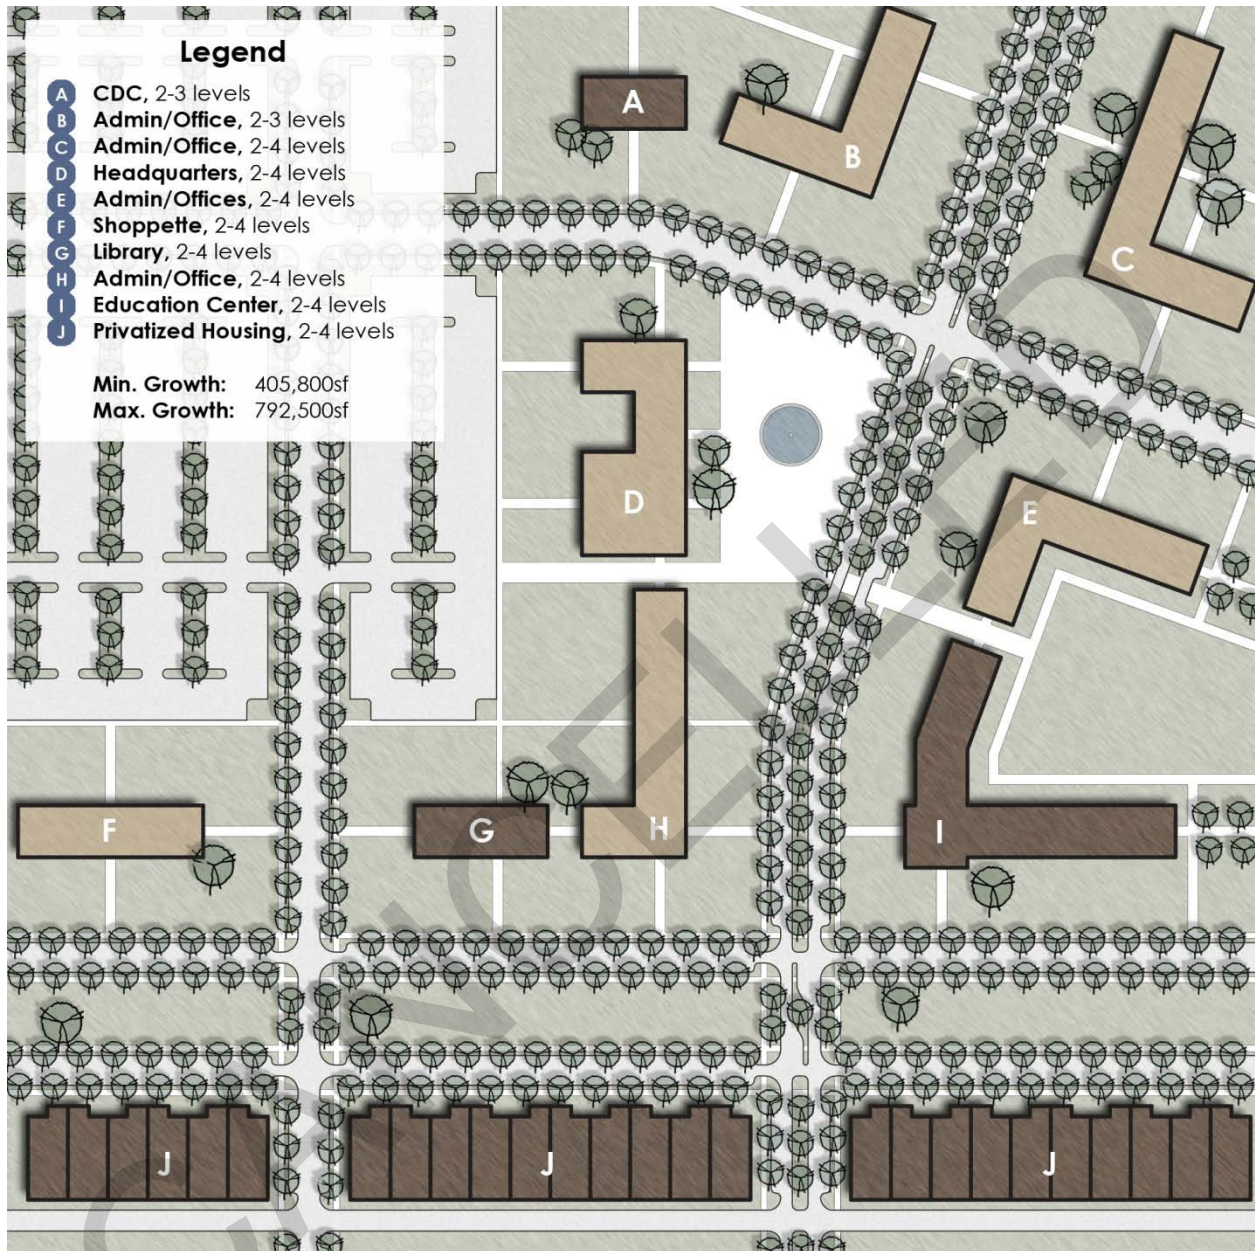 Legend
A CDC, 2-3 levels
B Admin/Office, 2-3 levels
C Admin/Office, 2-4 levels
D Headquarters, 2-4 levels
E Admin/Offices, 2-4 levels
F Shoppette, 2-4 levels
G Library, 2-4 levels
H Admin/Office, 2-4 levels
I Education Center, 2-4 levels
J Privatized Housing, 2-4 levels
Min. Growth: 405,800sf
Max. Growth: 792,500sf
A
B
C
D
E
F
G
H
I
J
J
J
CANCELLED